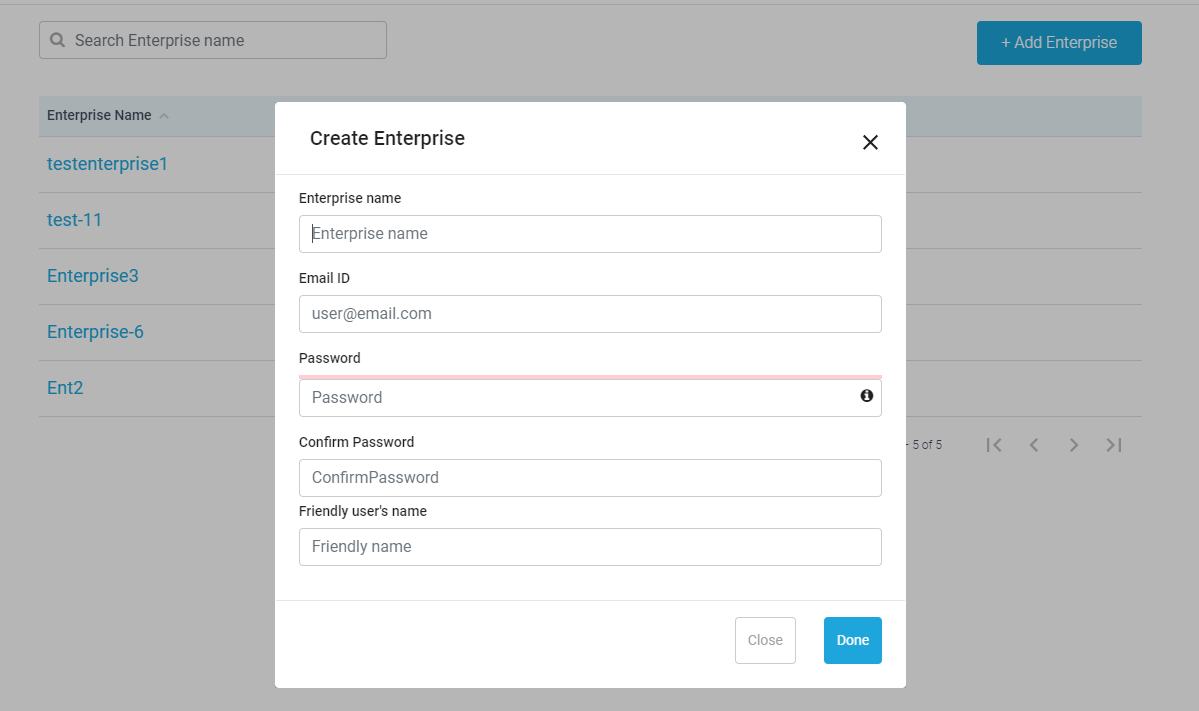 Search Enterprise name
+ Add Enterprise
Enterprise Name
testenterprise1
test-11
Enterprise3
Enterprise-6
Ent2
- 5 of 5
Create Enterprise
Enterprise name
Enterprise name
Email ID
user@email.com
Password
Password
Confirm Password
ConfirmPassword
Friendly user's name
Friendly name
Close
Done